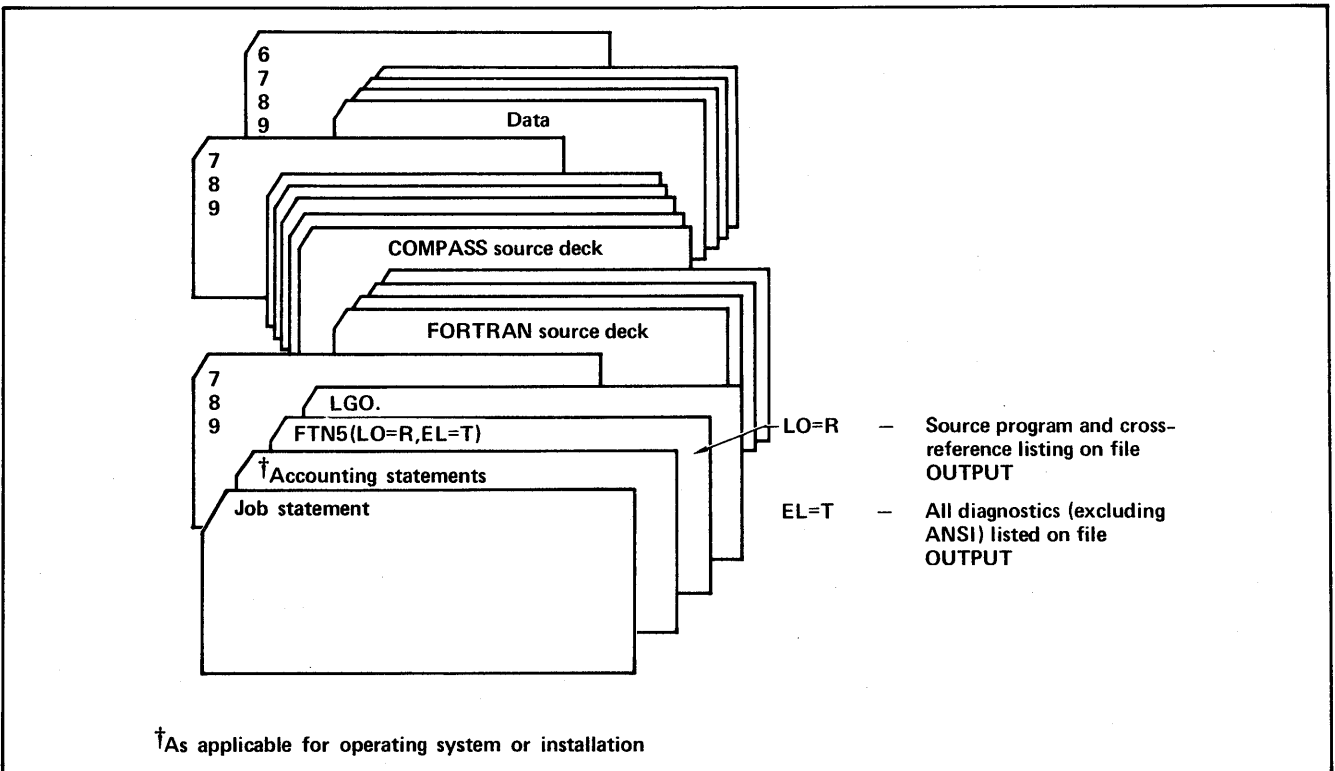 6
7
8
9
Data
7
8
9
COMPASS source deck
FORTRAN source deck
7
8
9
LGO.
FTN5(LO=R,EL=T)
†Accounting statements
Job statement
LO=R — Source program and cross-
reference listing on file
OUTPUT
EL=T — All diagnostics (excluding
ANSI) listed on file
OUTPUT
†As applicable for operating system or installation